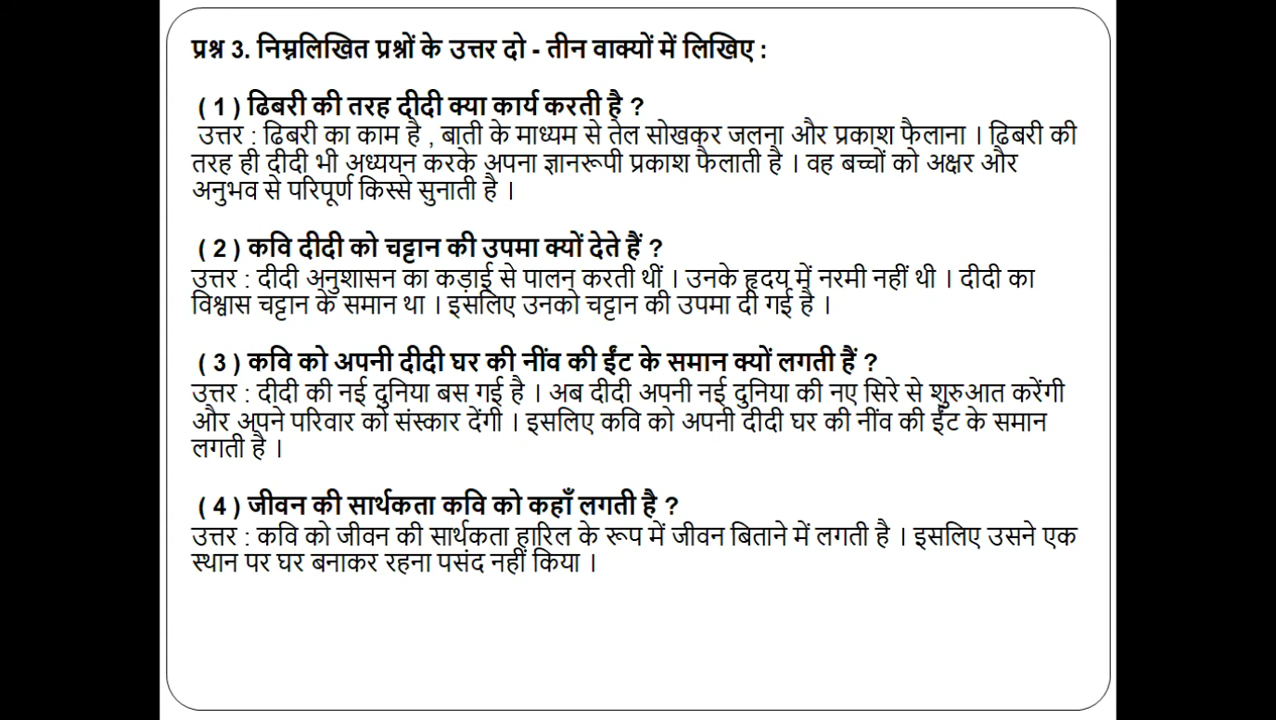 प्रश्न 3. निम्नलिखित प्रश्नों के उत्तर दो - तीन वाक्यों में लिखिए :
( 1 ) ढिबरी की तरह दीदी क्या कार्य करती है ?
उत्तर : ढिबरी का काम है , बाती के माध्यम से तेल सोखकर जलना और प्रकाश फैलाना । ढिबरी की
तरह ही दीदी भी अध्ययन करके अपना ज्ञानरूपी प्रकाश फैलाती है । वह बच्चों को अक्षर और
अनुभव से परिपूर्ण किस्से सुनाती है ।
( 2 ) कवि दीदी को चट्टान की उपमा क्यों देते हैं ?
उत्तर : दीदी अनुशासन का कड़ाई से पालन करती थीं । उनके हृदय में नरमी नहीं थी । दीदी का
विश्वास चट्टान के समान था । इसलिए उनको चट्टान की उपमा दी गई है ।
( 3 ) कवि को अपनी दीदी घर की नींव की ईंट के समान क्यों लगती हैं ?
उत्तर : दीदी की नई दुनिया बस गई है । अब दीदी अपनी नई दुनिया की नए सिरे से शुरुआत करेंगी
और अपने परिवार को संस्कार देंगी । इसलिए कवि को अपनी दीदी घर की नींव की ईंट के समान
लगती है ।
( 4 ) जीवन की सार्थकता कवि को कहाँ लगती है ?
उत्तर : कवि को जीवन की सार्थकता हारिल के रूप में जीवन बिताने में लगती है । इसलिए उसने एक
स्थान पर घर बनाकर रहना पसंद नहीं किया ।